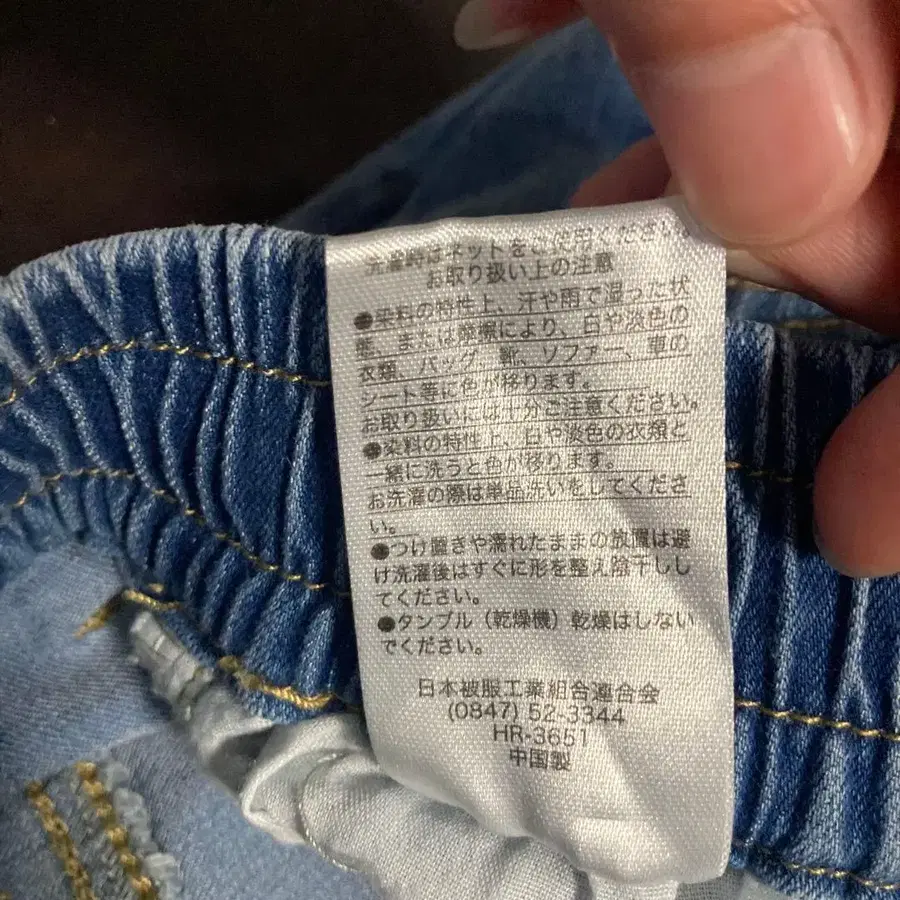 洗濯時はネットをご使用ください。
お取り扱い上の注意
●染料の特性上、汗や雨で湿った状
態、または摩擦により、白や淡色の
衣類、バッグ、靴、ソファー、車の
シート等に色が移ります。
お取り扱いには十分ご注意ください。
●染料の特性上、白や淡色の衣類と
一緒に洗うと色が移ります。
お洗濯の際は単品洗いをしてくださ
い。
●つけ置きや濡れたままの放置は避
け洗濯後はすぐに形を整え陰干しし
てください。
●タンブル（乾燥機）乾燥はしない
でください。
日本被服工業組合連合会
(0847) 52-3344
HR-3651
中国製